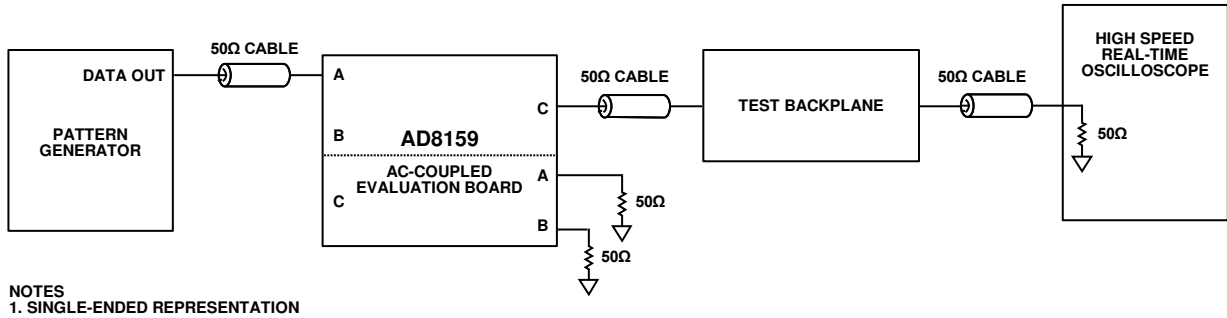 50Ω CABLE
DATA OUT
PATTERN
GENERATOR
A
B
C
AD8159
AC-COUPLED
EVALUATION BOARD
C
A
B
50Ω
50Ω
50Ω CABLE
TEST BACKPLANE
50Ω CABLE
HIGH SPEED
REAL-TIME
OSCILLOSCOPE
50Ω
NOTES
1. SINGLE-ENDED REPRESENTATION